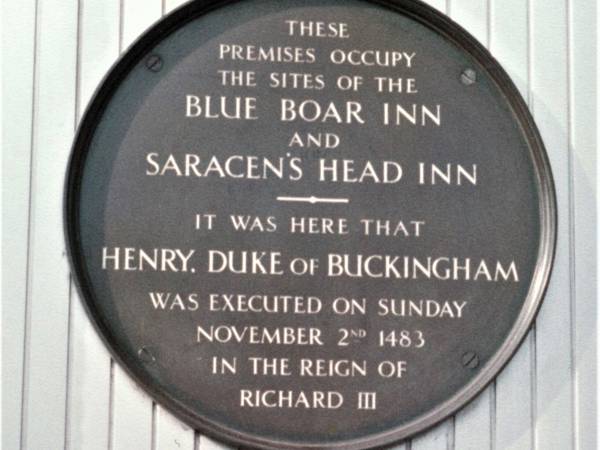 THESE
PREMISES OCCUPY
THE SITES OF THE
BLUE BOAR INN
AND
SARACEN'S HEAD INN
IT WAS HERE THAT
HENRY. DUKE OF BUCKINGHAM
WAS EXECUTED ON SUNDAY
NOVEMBER 2ND 1483
IN THE REIGN OF
RICHARD III